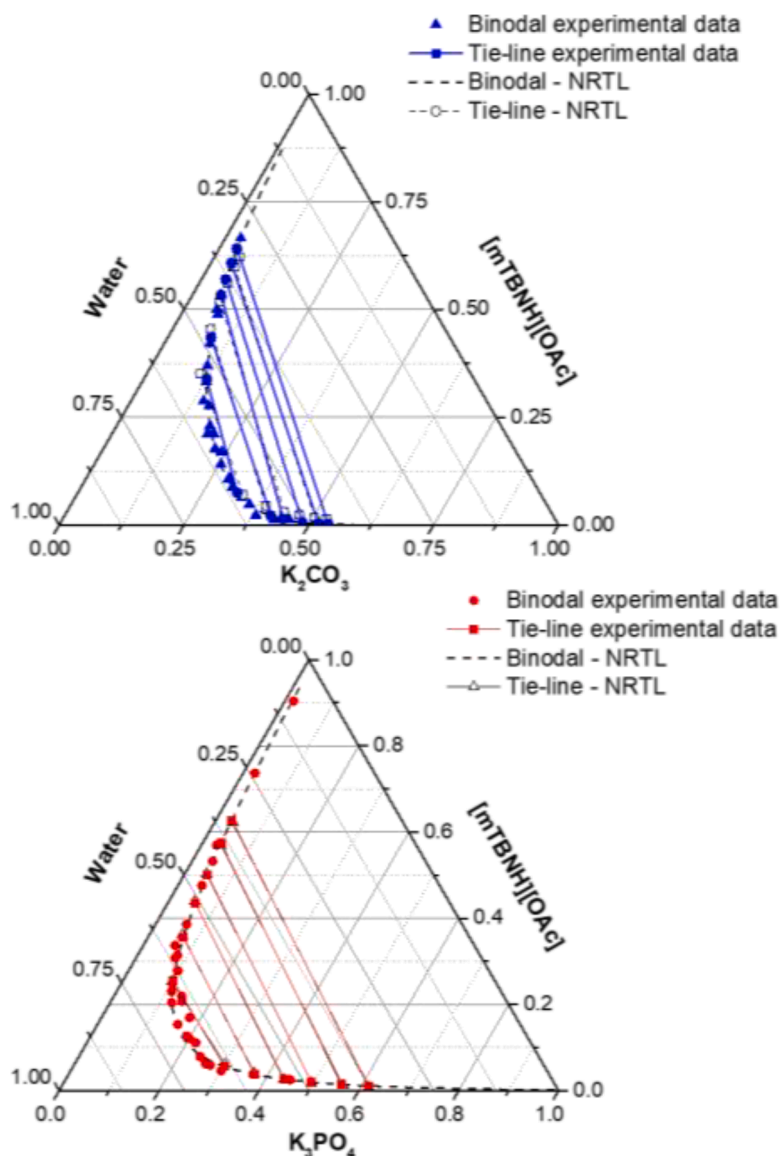 Binodal experimental data
Tie-line experimental data
Binodal - NRTL
Tie-line - NRTL
0.00
1.00
0.25
0.75
Water
[mTBNH][OAc]
0.50
0.50
0.75
0.25
1.00
0.00
0.00
0.25
0.50
0.75
1.00
K₂CO₃
Binodal experimental data
Tie-line experimental data
Binodal - NRTL
Tie-line - NRTL
0.00
1.0
0.25
0.8
Water
[mTBNH][OAc]
0.6
0.50
0.4
0.75
0.2
1.00
0.0
0.0
0.2
0.4
0.6
0.8
1.0
K₃PO₄